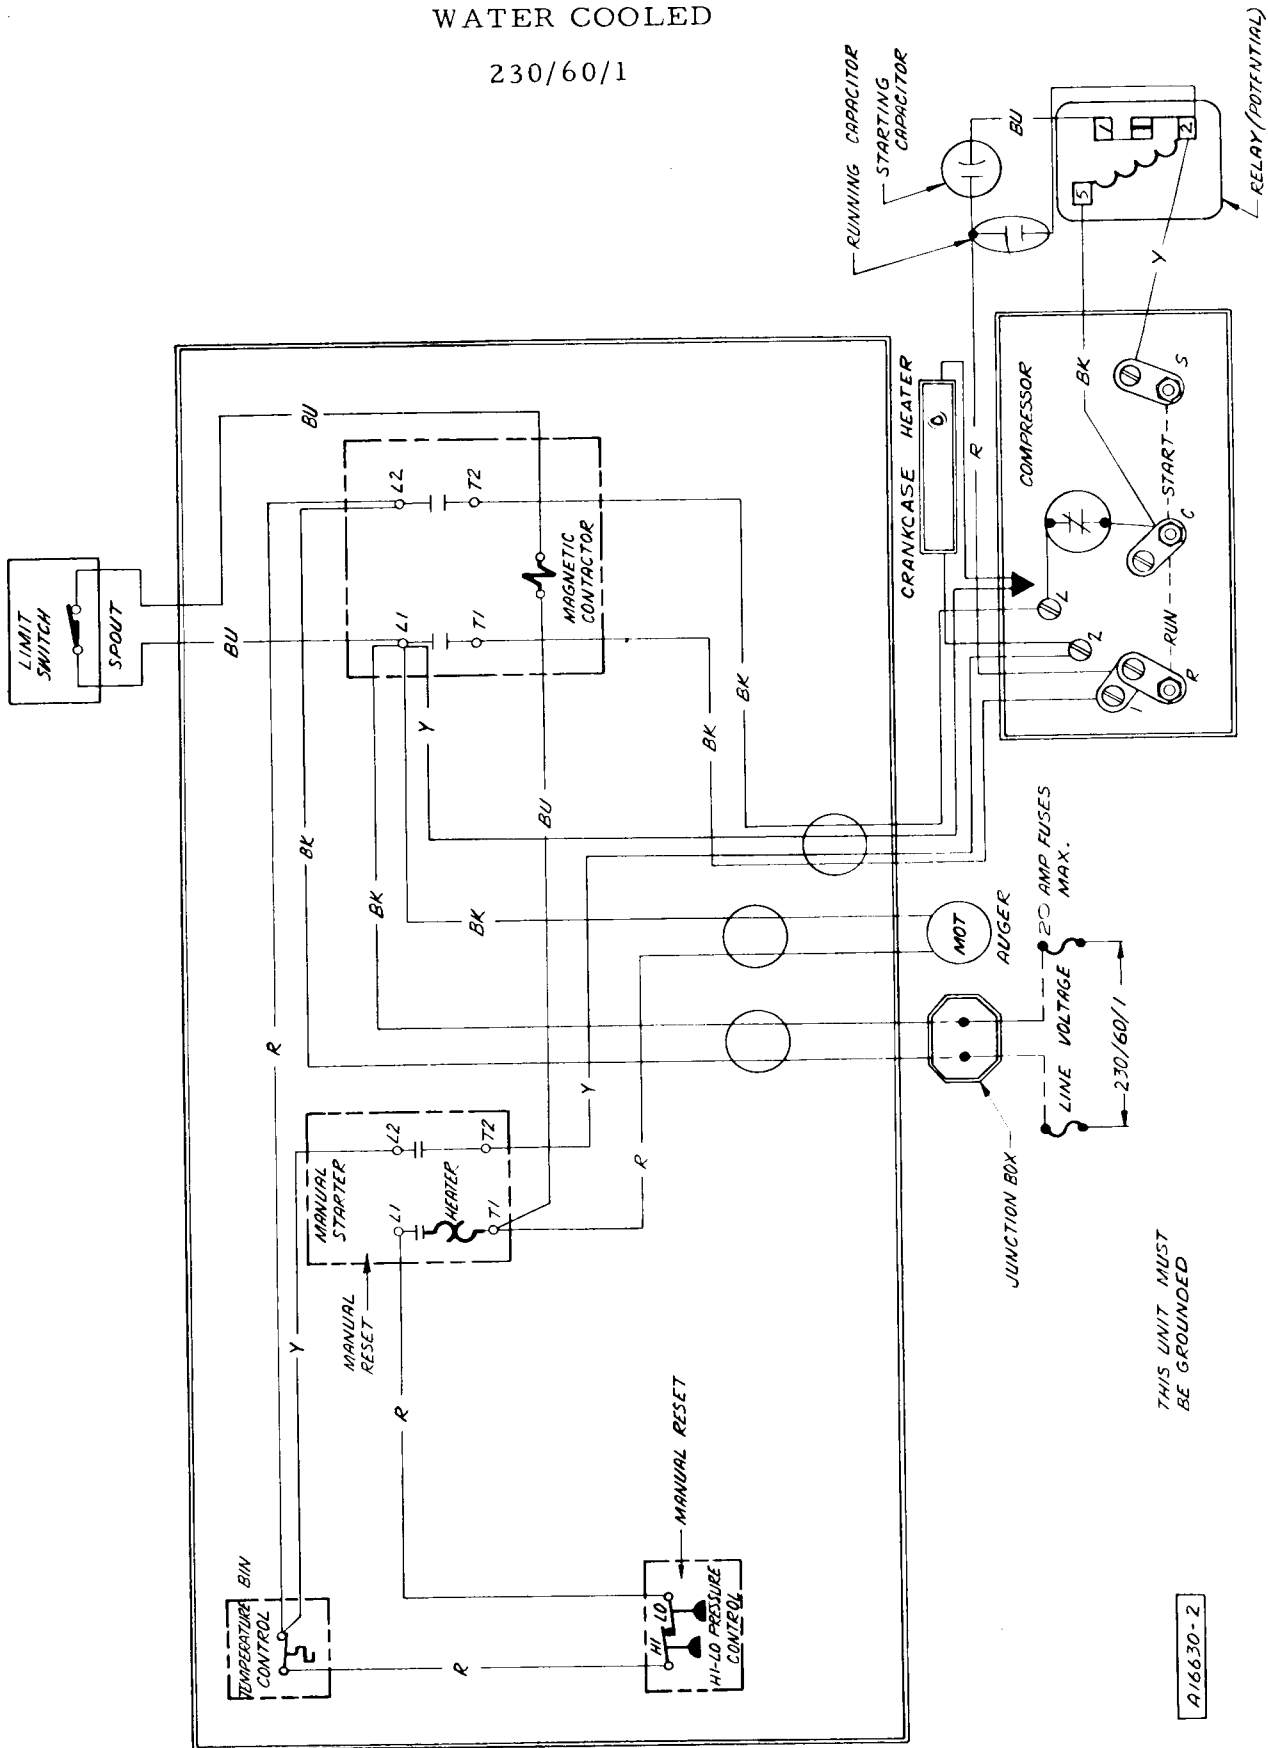 WATER COOLED
230/60/1
RUNNING CAPACITOR
STARTING
CAPACITOR
BU
1
2
5
RELAY (POTENTIAL)
Y
BK
R
LIMIT
SWITCH
SPOUT
BU
BU
L2
T2
L1
T1
MAGNETIC
CONTACTOR
CRANKCASE HEATER
COMPRESSOR
S
START
C
L
2
RUN
R
1
BK
BK
Y
BU
BK
BK
BK
R
MOT
AUGER
20 AMP FUSES
MAX.
LINE VOLTAGE
230/60/1
JUNCTION BOX
MANUAL
STARTER
L2
T2
L1
HEATER
T1
Y
R
MANUAL
RESET
Y
R
R
TEMPERATURE
CONTROL
BIN
HI
LO
HI-LO PRESSURE
CONTROL
MANUAL RESET
THIS UNIT MUST
BE GROUNDED
A16630-2